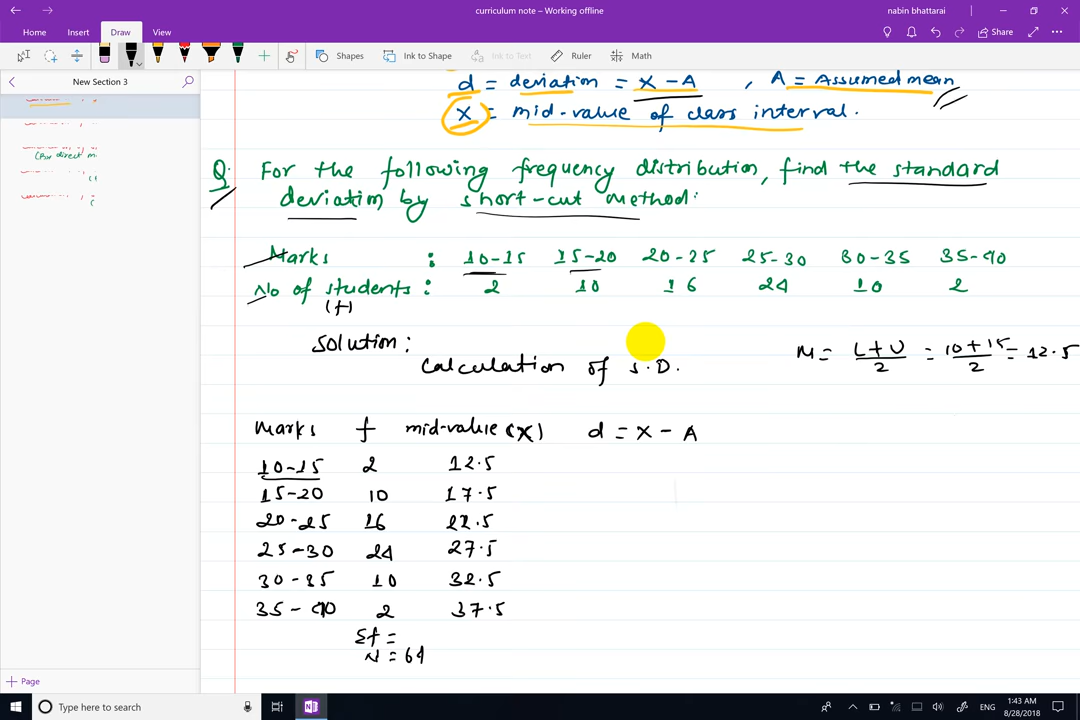 curriculum note – Working offline
nabin bhattarai
Home Insert Draw View
Share
Shapes Ink to Shape Ink to Text Ruler Math
New Section 3
(For direct m.
d = deviation = X - A , A = Assumed mean
X = mid-value of class interval.
Q. For the following frequency distribution, find the standard
deviation by short-cut method:
Marks : 10-15 15-20 20-25 25-30 30-35 35-40
No of students : 2 10 16 24 10 2
(f)
Solution:
Calculation of S.D.
M = L+U/2 = 10+15/2 = 12.5
Marks f mid-value (X) d = X - A
10-15 2 12.5
15-20 10 17.5
20-25 16 22.5
25-30 24 27.5
30-35 10 32.5
35-40 2 37.5
Σf =
N = 64
Page
Type here to search
ENG
1:43 AM
8/28/2018